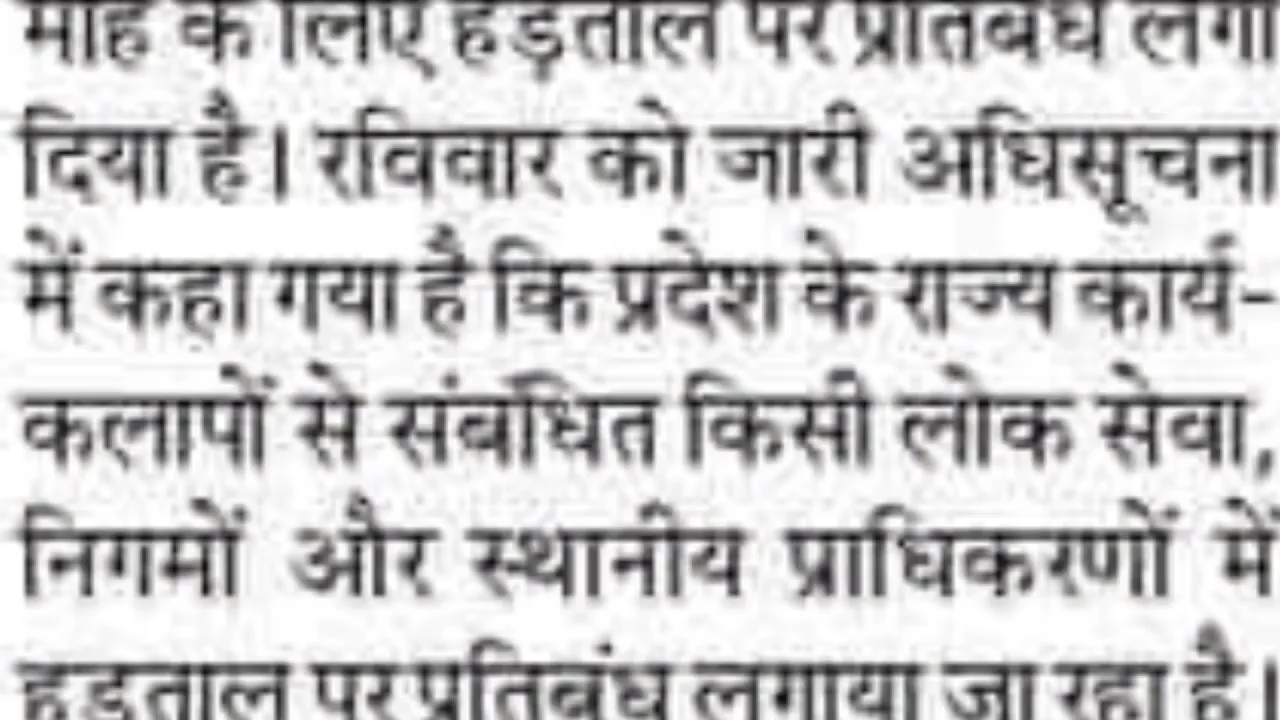 माह के लिए हड़ताल पर प्रतिबंध लगा
दिया है। रविवार को जारी अधिसूचना
में कहा गया है कि प्रदेश के राज्य कार्य-
कलापों से संबंधित किसी लोक सेवा,
निगमों और स्थानीय प्राधिकरणों में
हड़ताल पर प्रतिबंध लगाया जा रहा है।